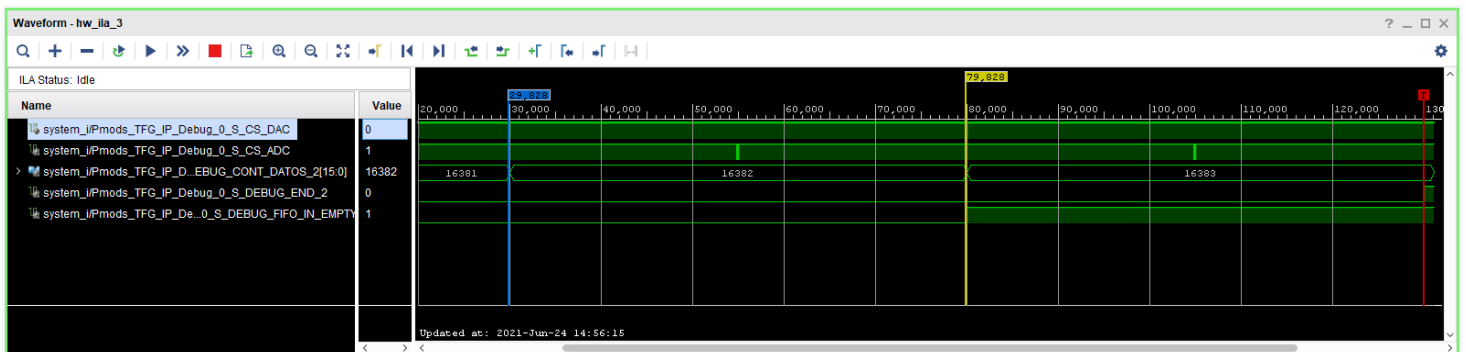 Waveform - hw_ila_3
ILA Status: Idle
Name Value
system_i/Pmods_TFG_IP_Debug_0_S_CS_DAC 0
system_i/Pmods_TFG_IP_Debug_0_S_CS_ADC 1
system_i/Pmods_TFG_IP_D...EBUG_CONT_DATOS_2[15:0] 16382
system_i/Pmods_TFG_IP_Debug_0_S_DEBUG_END_2 0
system_i/Pmods_TFG_IP_De...0_S_DEBUG_FIFO_IN_EMPTY 1
79,828
29,828
T
20,000 30,000 40,000 50,000 60,000 70,000 80,000 90,000 100,000 110,000 120,000 130
16381 16382 16383
Updated at: 2021-Jun-24 14:56:15